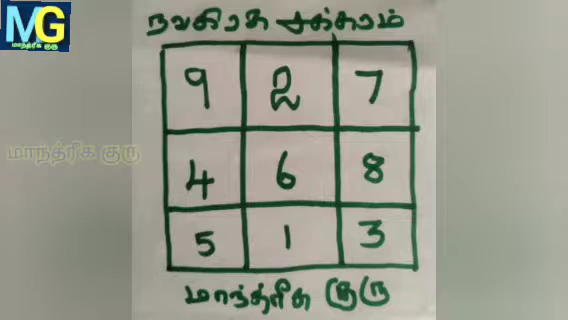 MG
மாந்த்ரீக குரு
நவகிரக சக்கரம்
9 2 7
4 6 8
5 1 3
மாந்த்ரீக குரு
மாந்த்ரீக குரு